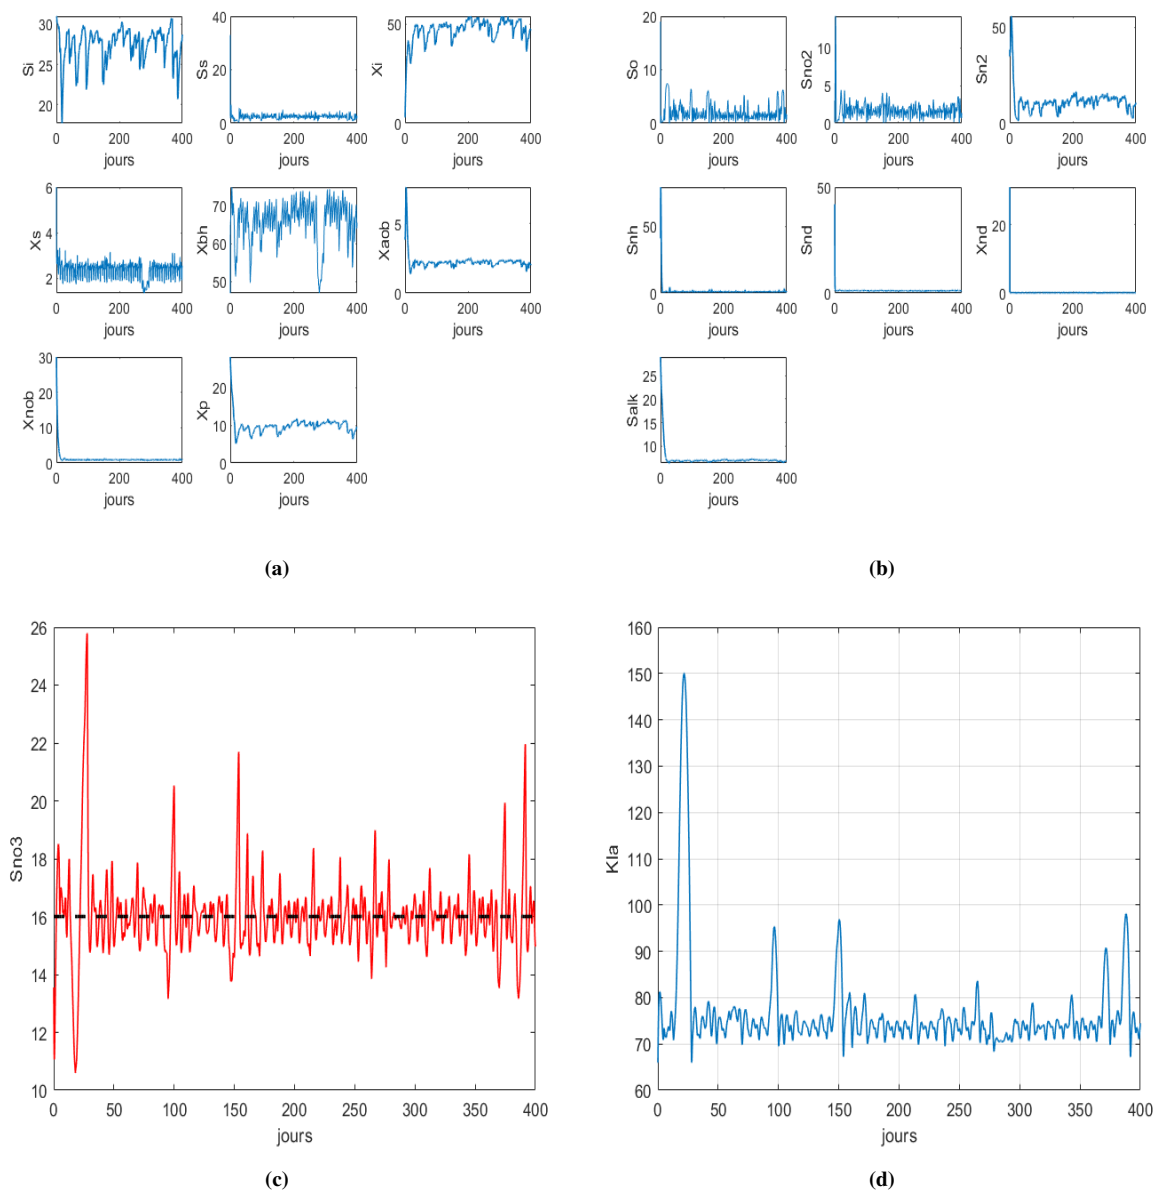 30
25
20
Si
0 200 400
jours
40
20
0
Ss
0 200 400
jours
50
0
Xi
0 200 400
jours
20
10
0
So
0 200 400
jours
10
5
0
Sno2
0 200 400
jours
50
0
Sn2
0 200 400
jours
6
4
2
Xs
0 200 400
jours
70
60
50
Xbh
0 200 400
jours
5
0
Xaob
0 200 400
jours
50
0
Snh
0 200 400
jours
50
0
Snd
0 200 400
jours
20
0
Xnd
0 200 400
jours
30
20
10
0
Xnob
0 200 400
jours
20
10
0
Xp
0 200 400
jours
25
20
15
10
Salk
0 200 400
jours
(a)
(b)
26
24
22
20
18
16
14
12
10
Sno3
0 50 100 150 200 250 300 350 400
jours
(c)
160
150
140
130
120
110
100
90
80
70
60
Kla
0 50 100 150 200 250 300 350 400
jours
(d)